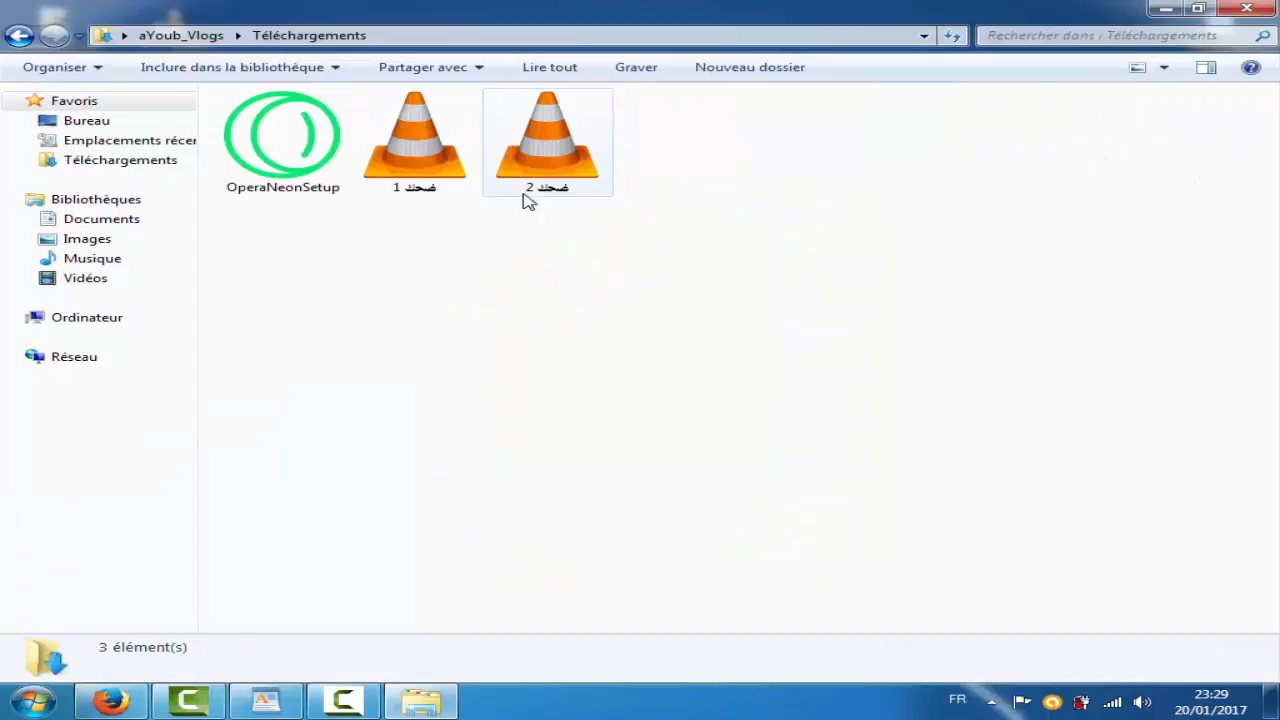 aYoub_Vlogs Téléchargements
Rechercher dans : Téléchargements
Organiser Inclure dans la bibliothèque Partager avec Lire tout Graver Nouveau dossier
Favoris
Bureau
Emplacements récer
Téléchargements
Bibliothèques
Documents
Images
Musique
Vidéos
Ordinateur
Réseau
OperaNeonSetup
ضحك 1
ضحك 2
3 élément(s)
FR
23:29
20/01/2017